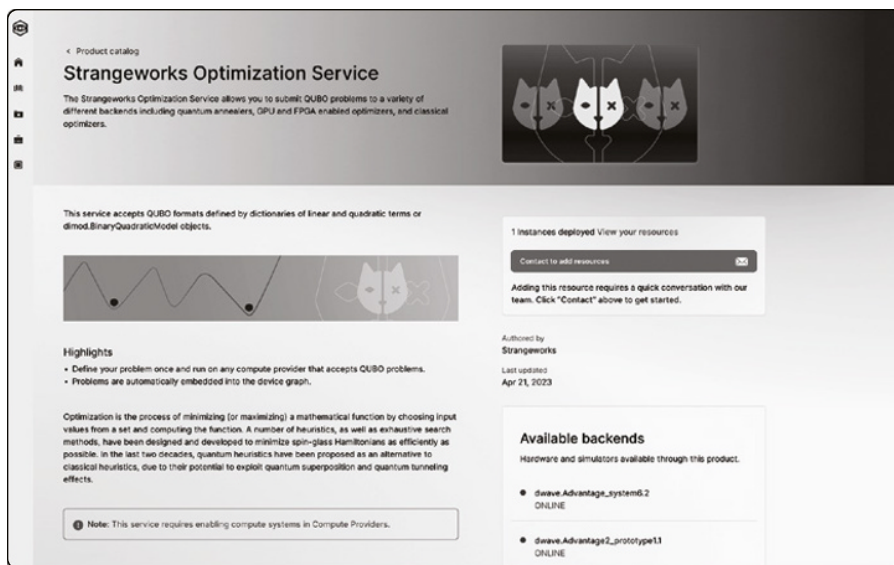 < Product catalog
Strangeworks Optimization Service
The Strangeworks Optimization Service allows you to submit QUBO problems to a variety of
different backends including quantum annealers, GPU and FPGA enabled optimizers, and classical
optimizers.
This service accepts QUBO formats defined by dictionaries of linear and quadratic terms or
dimod.BinaryQuadraticModel objects.
Highlights
• Define your problem once and run on any compute provider that accepts QUBO problems.
• Problems are automatically embedded into the device graph.
Optimization is the process of minimizing (or maximizing) a mathematical function by choosing input
values from a set and computing the function. A number of heuristics, as well as exhaustive search
methods, have been designed and developed to minimize spin-glass Hamiltonians as efficiently as
possible. In the last two decades, quantum heuristics have been proposed as an alternative to
classical heuristics, due to their potential to exploit quantum superposition and quantum tunneling
effects.
Note: This service requires enabling compute systems in Compute Providers.
1 Instances deployed View your resources
Contact to add resources
Adding this resource requires a quick conversation with our
team. Click "Contact" above to get started.
Authored by
Strangeworks
Last updated
Apr 21, 2023
Available backends
Hardware and simulators available through this product.
• dwave.Advantage_system6.2
ONLINE
• dwave.Advantage2_prototype1.1
ONLINE